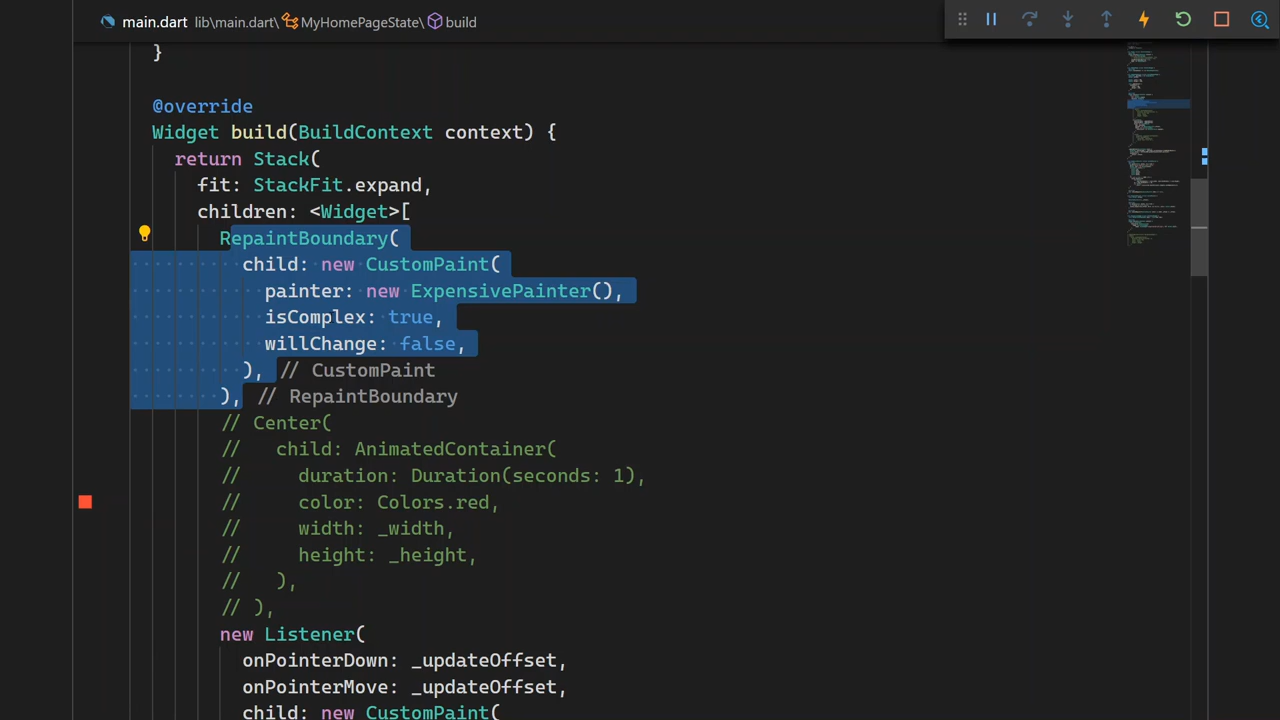 main.dart lib\main.dart\ MyHomePageState\ build
}
@override
Widget build(BuildContext context) {
return Stack(
fit: StackFit.expand,
children: <Widget>[
RepaintBoundary(
child: new CustomPaint(
painter: new ExpensivePainter(),
isComplex: true,
willChange: false,
), // CustomPaint
), // RepaintBoundary
// Center(
//   child: AnimatedContainer(
//     duration: Duration(seconds: 1),
//     color: Colors.red,
//     width: _width,
//     height: _height,
//   ),
// ),
new Listener(
onPointerDown: _updateOffset,
onPointerMove: _updateOffset,
child: new CustomPaint(